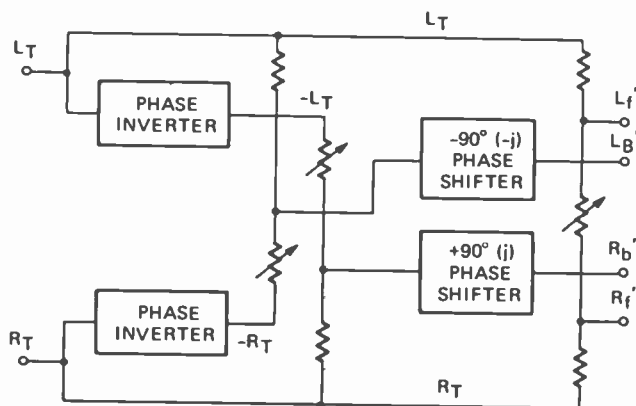 L_T
L_T
PHASE
INVERTER
-L_T
L_f'
L_B'
-90° (-j)
PHASE
SHIFTER
+90° (j)
PHASE
SHIFTER
R_b'
R_f'
PHASE
INVERTER
-R_T
R_T
R_T